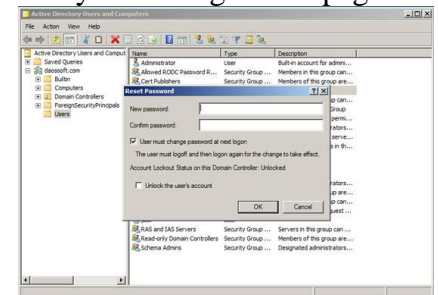 Active Directory Users and Computers
File Action View Help
Active Directory Users and Comput
Saved Queries
daossoft.com
Builtin
Computers
Domain Controllers
ForeignSecurityPrincipals
Users
Name Type Description
Administrator User Built-in account for admini...
Allowed RODC Password R... Security Group ... Members in this group can...
Cert Publishers Security Group ... Members of this group are...
Reset Password
New password:
Confirm password:
User must change password at next logon
The user must logoff and then logon again for the change to take effect.
Account Lockout Status on this Domain Controller: Unlocked
Unlock the user's account
OK Cancel
RAS and IAS Servers Security Group ... Servers in this group can ...
Read-only Domain Controllers Security Group ... Members of this group are...
Schema Admins Security Group ... Designated administrators...